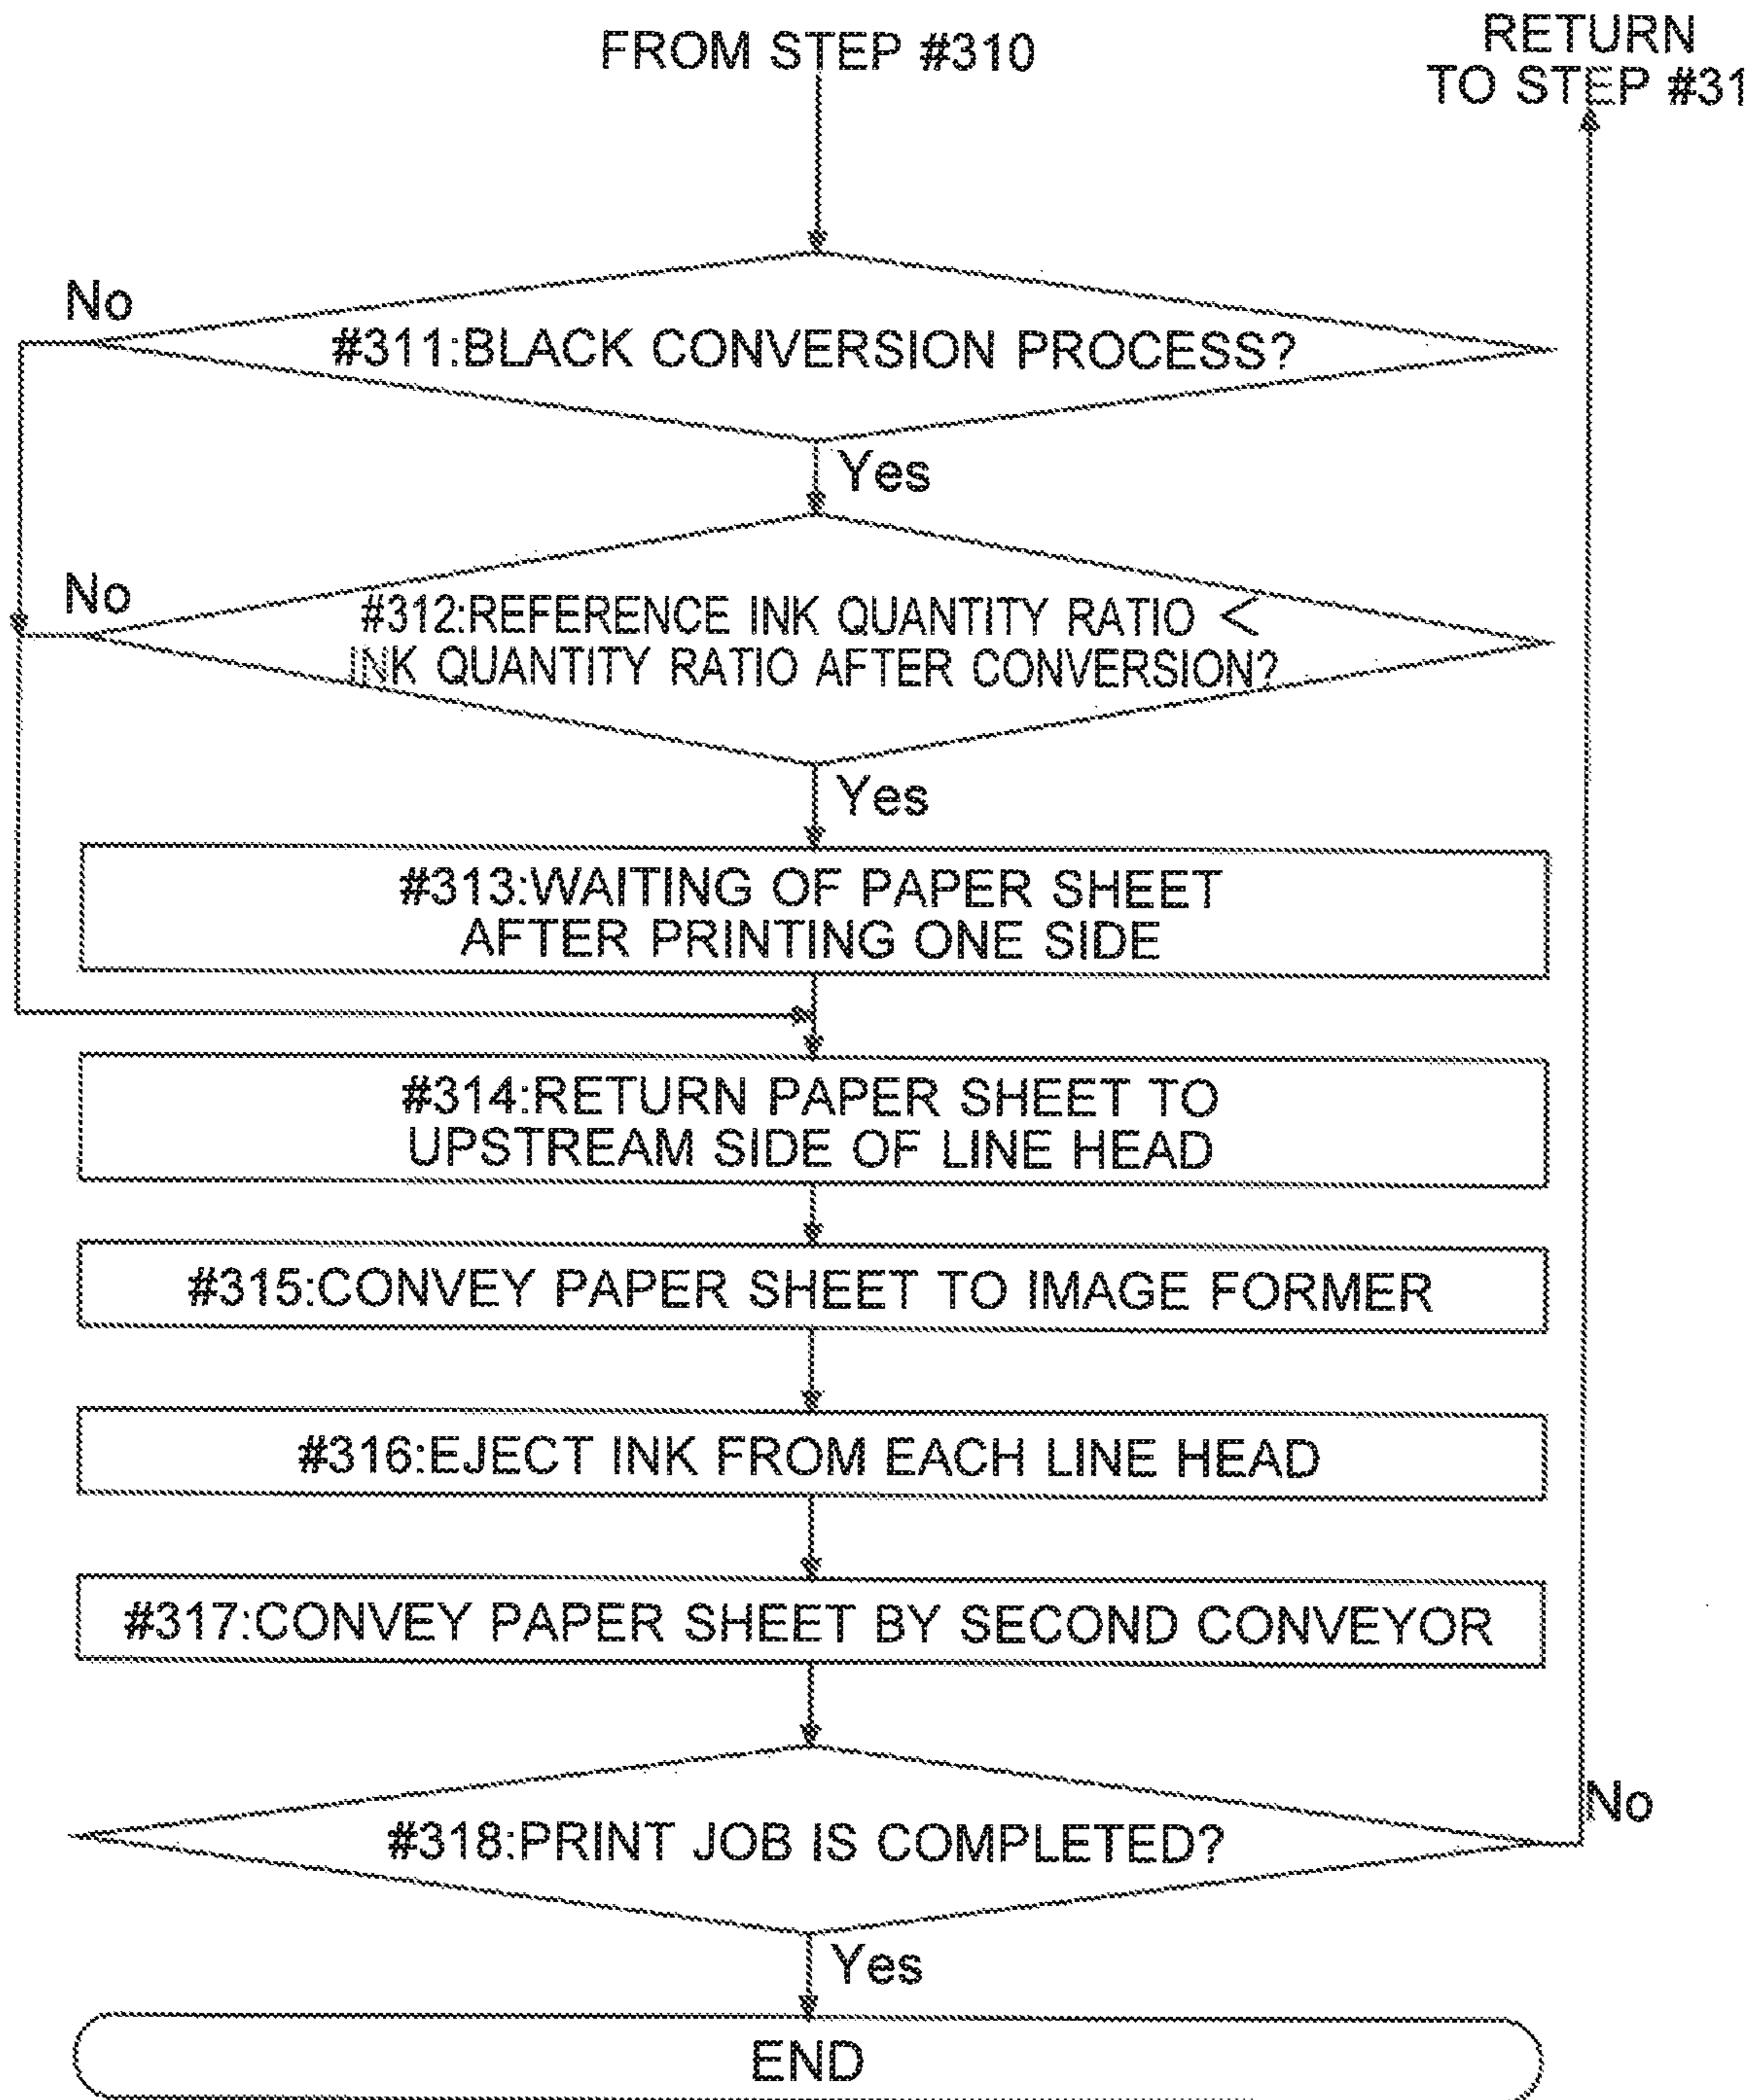 FROM STEP #310
RETURN
TO STEP #31
No
#311:BLACK CONVERSION PROCESS?
Yes
No
#312:REFERENCE INK QUANTITY RATIO <
INK QUANTITY RATIO AFTER CONVERSION?
Yes
#313:WAITING OF PAPER SHEET
AFTER PRINTING ONE SIDE
#314:RETURN PAPER SHEET TO
UPSTREAM SIDE OF LINE HEAD
#315:CONVEY PAPER SHEET TO IMAGE FORMER
#316:EJECT INK FROM EACH LINE HEAD
#317:CONVEY PAPER SHEET BY SECOND CONVEYOR
#318:PRINT JOB IS COMPLETED?
No
Yes
END